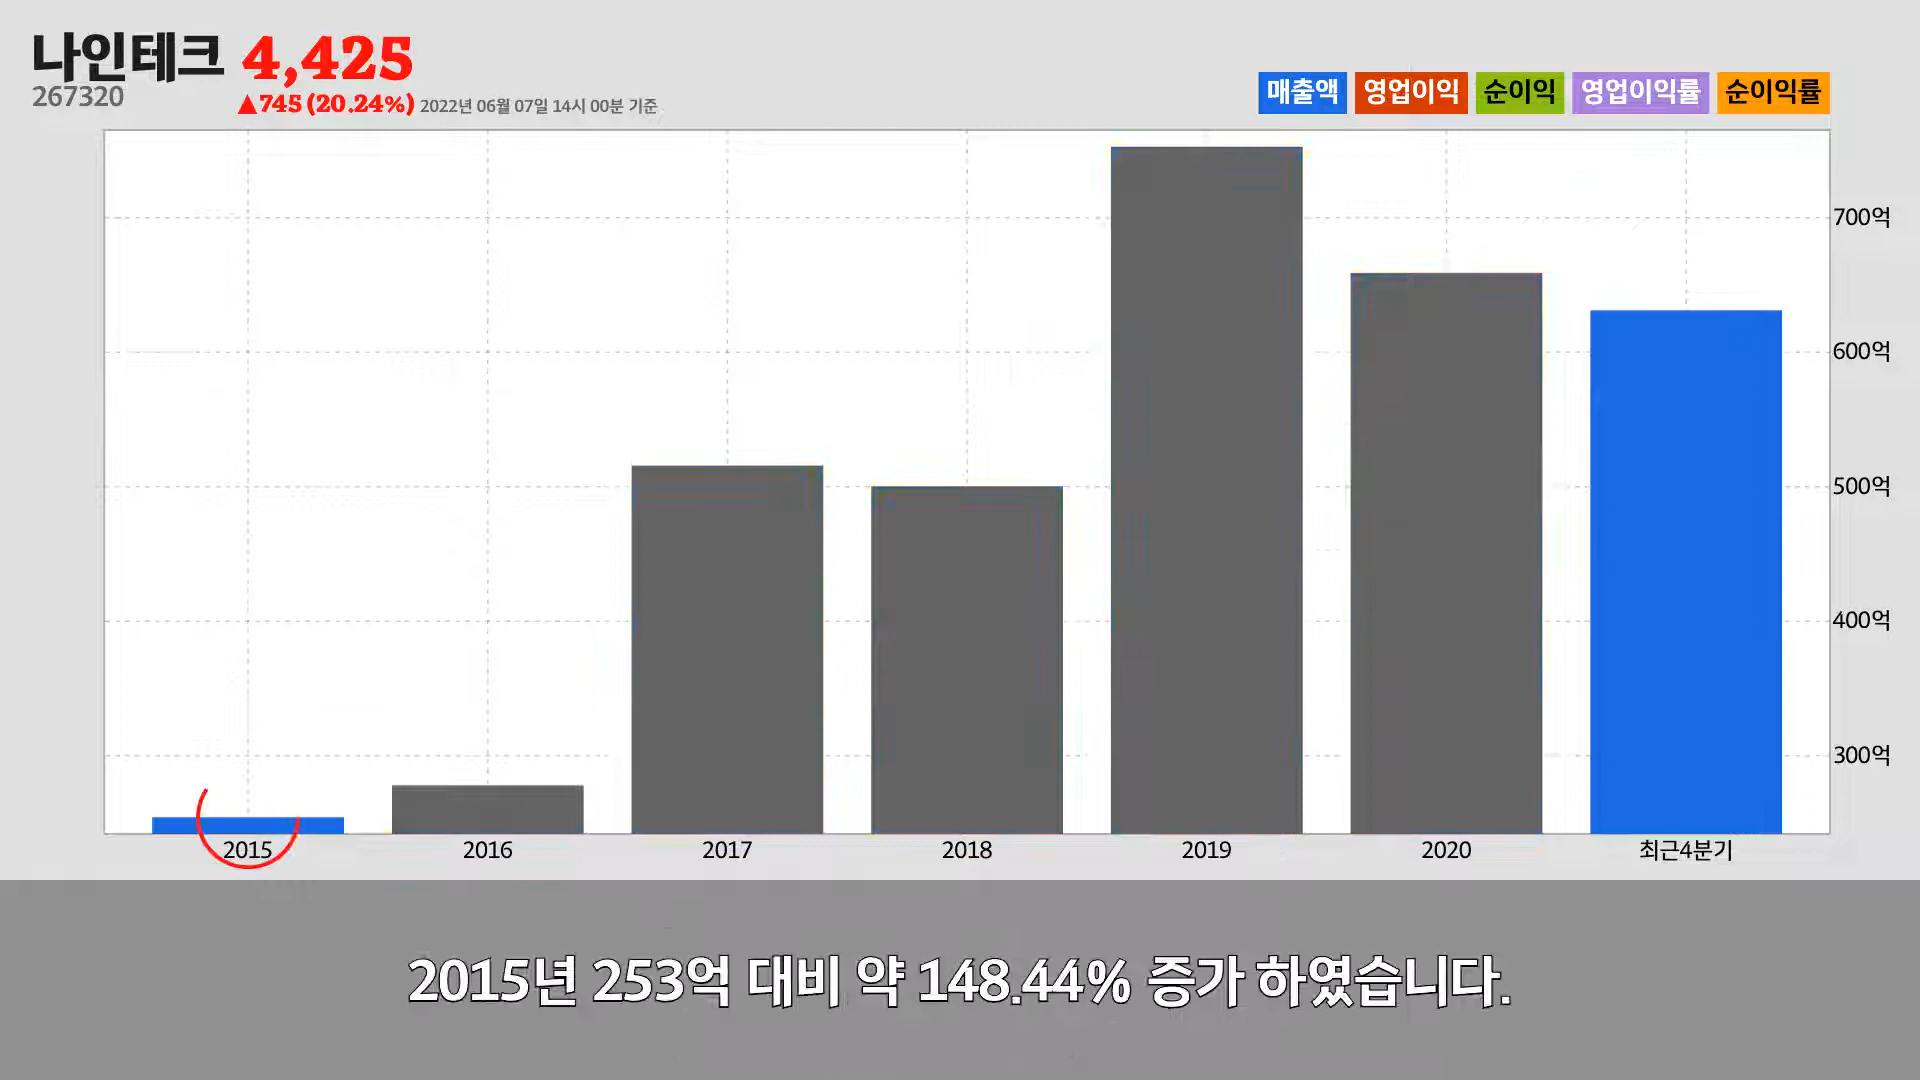 나인테크 4,425
267320
▲745 (20.24%) 2022년 06월 07일 14시 00분 기준
매출액 영업이익 순이익 영업이익률 순이익률
700억
600억
500억
400억
300억
2015 2016 2017 2018 2019 2020 최근4분기
2015년 253억 대비 약 148.44% 증가 하였습니다.